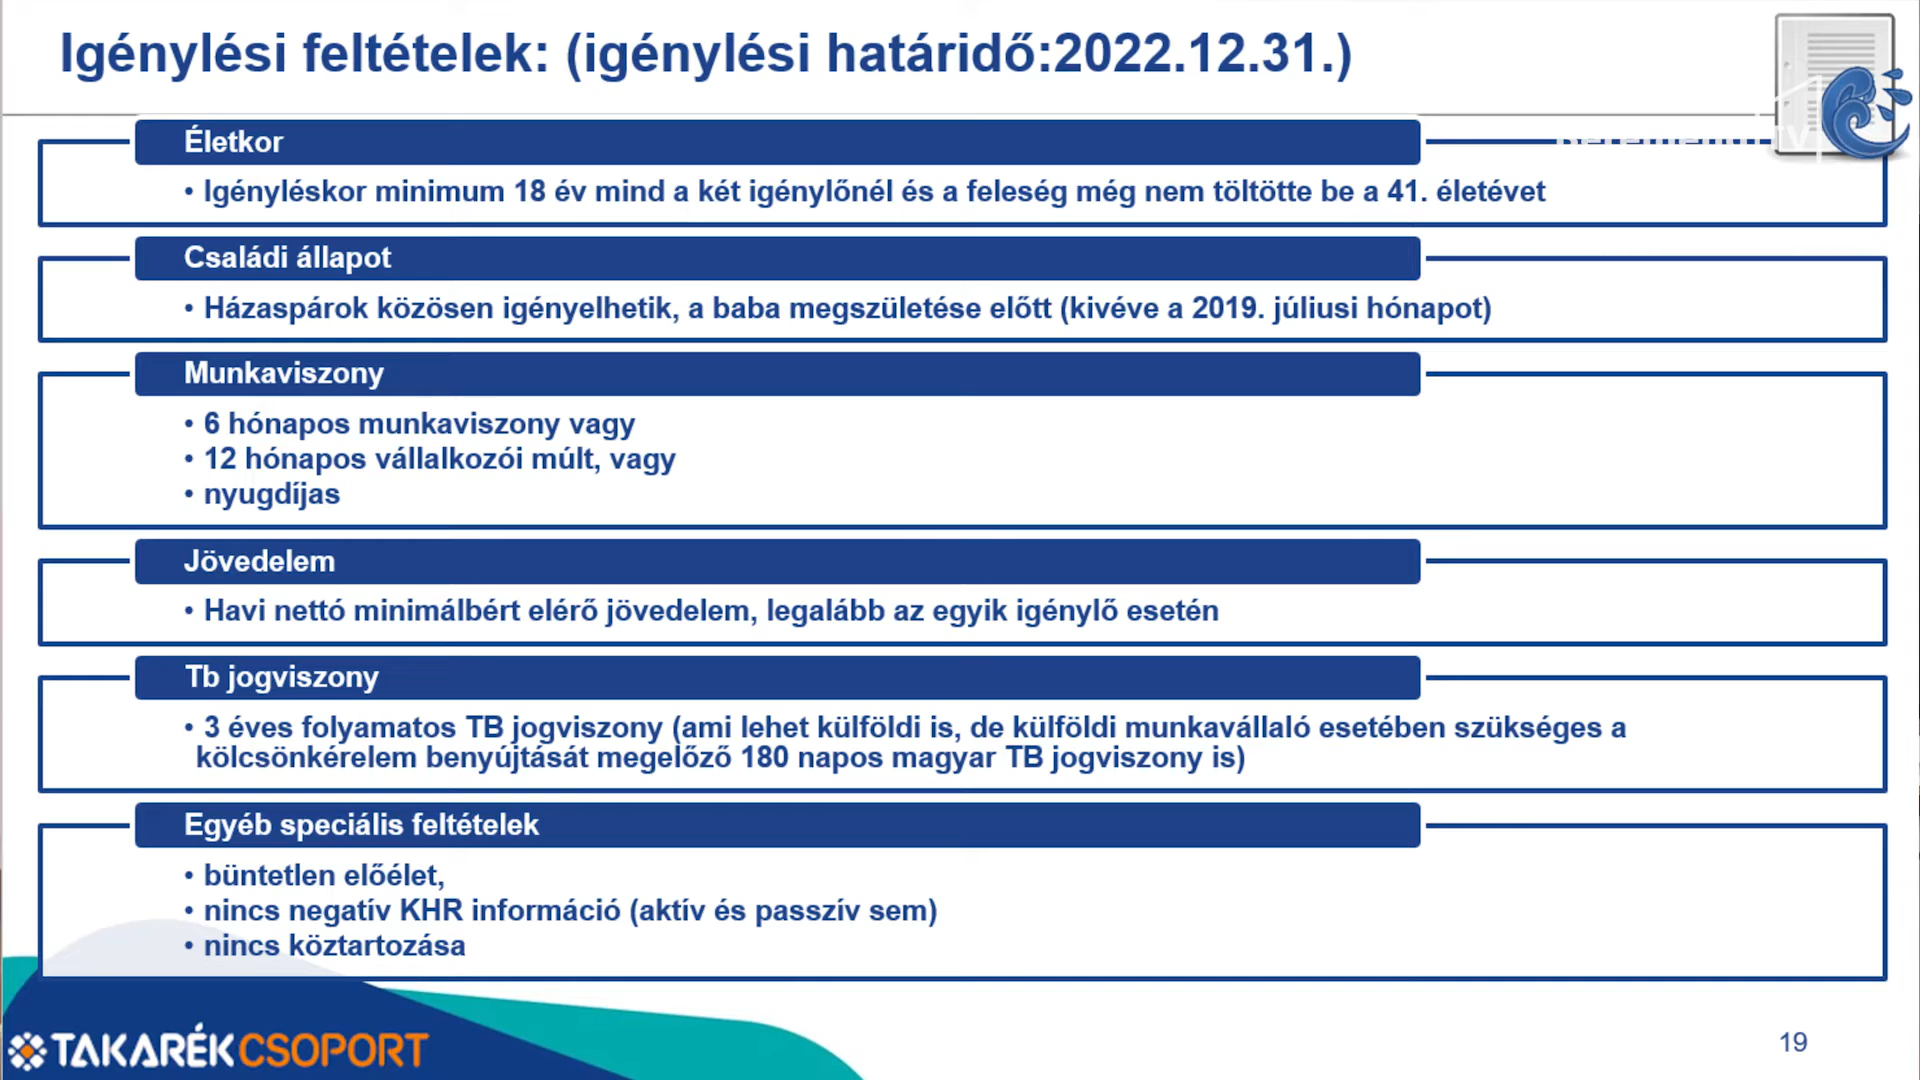 Igénylési feltételek: (igénylési határidő:2022.12.31.)
Életkor
• Igényléskor minimum 18 év mind a két igénylőnél és a feleség még nem töltötte be a 41. életévet
Családi állapot
• Házaspárok közösen igényelhetik, a baba megszületése előtt (kivéve a 2019. júliusi hónapot)
Munkaviszony
• 6 hónapos munkaviszony vagy
• 12 hónapos vállalkozói múlt, vagy
• nyugdíjas
Jövedelem
• Havi nettó minimálbért elérő jövedelem, legalább az egyik igénylő esetén
Tb jogviszony
• 3 éves folyamatos TB jogviszony (ami lehet külföldi is, de külföldi munkavállaló esetében szükséges a
kölcsönkérelem benyújtását megelőző 180 napos magyar TB jogviszony is)
Egyéb speciális feltételek
• büntetlen előélet,
• nincs negatív KHR információ (aktív és passzív sem)
• nincs köztartozása
TAKARÉKCSOPORT
19